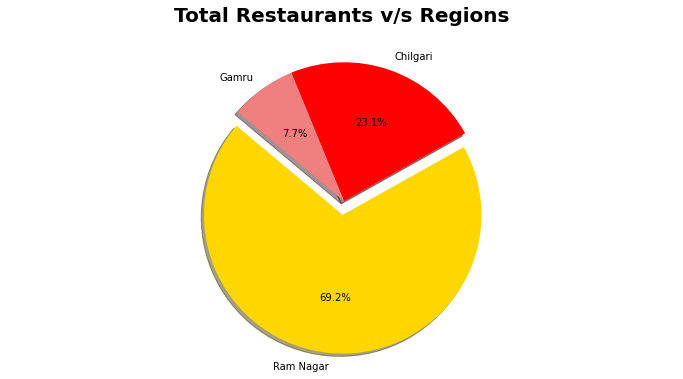 Total Restaurants v/s Regions
Chilgari
Gamru
23.1%
7.7%
69.2%
Ram Nagar